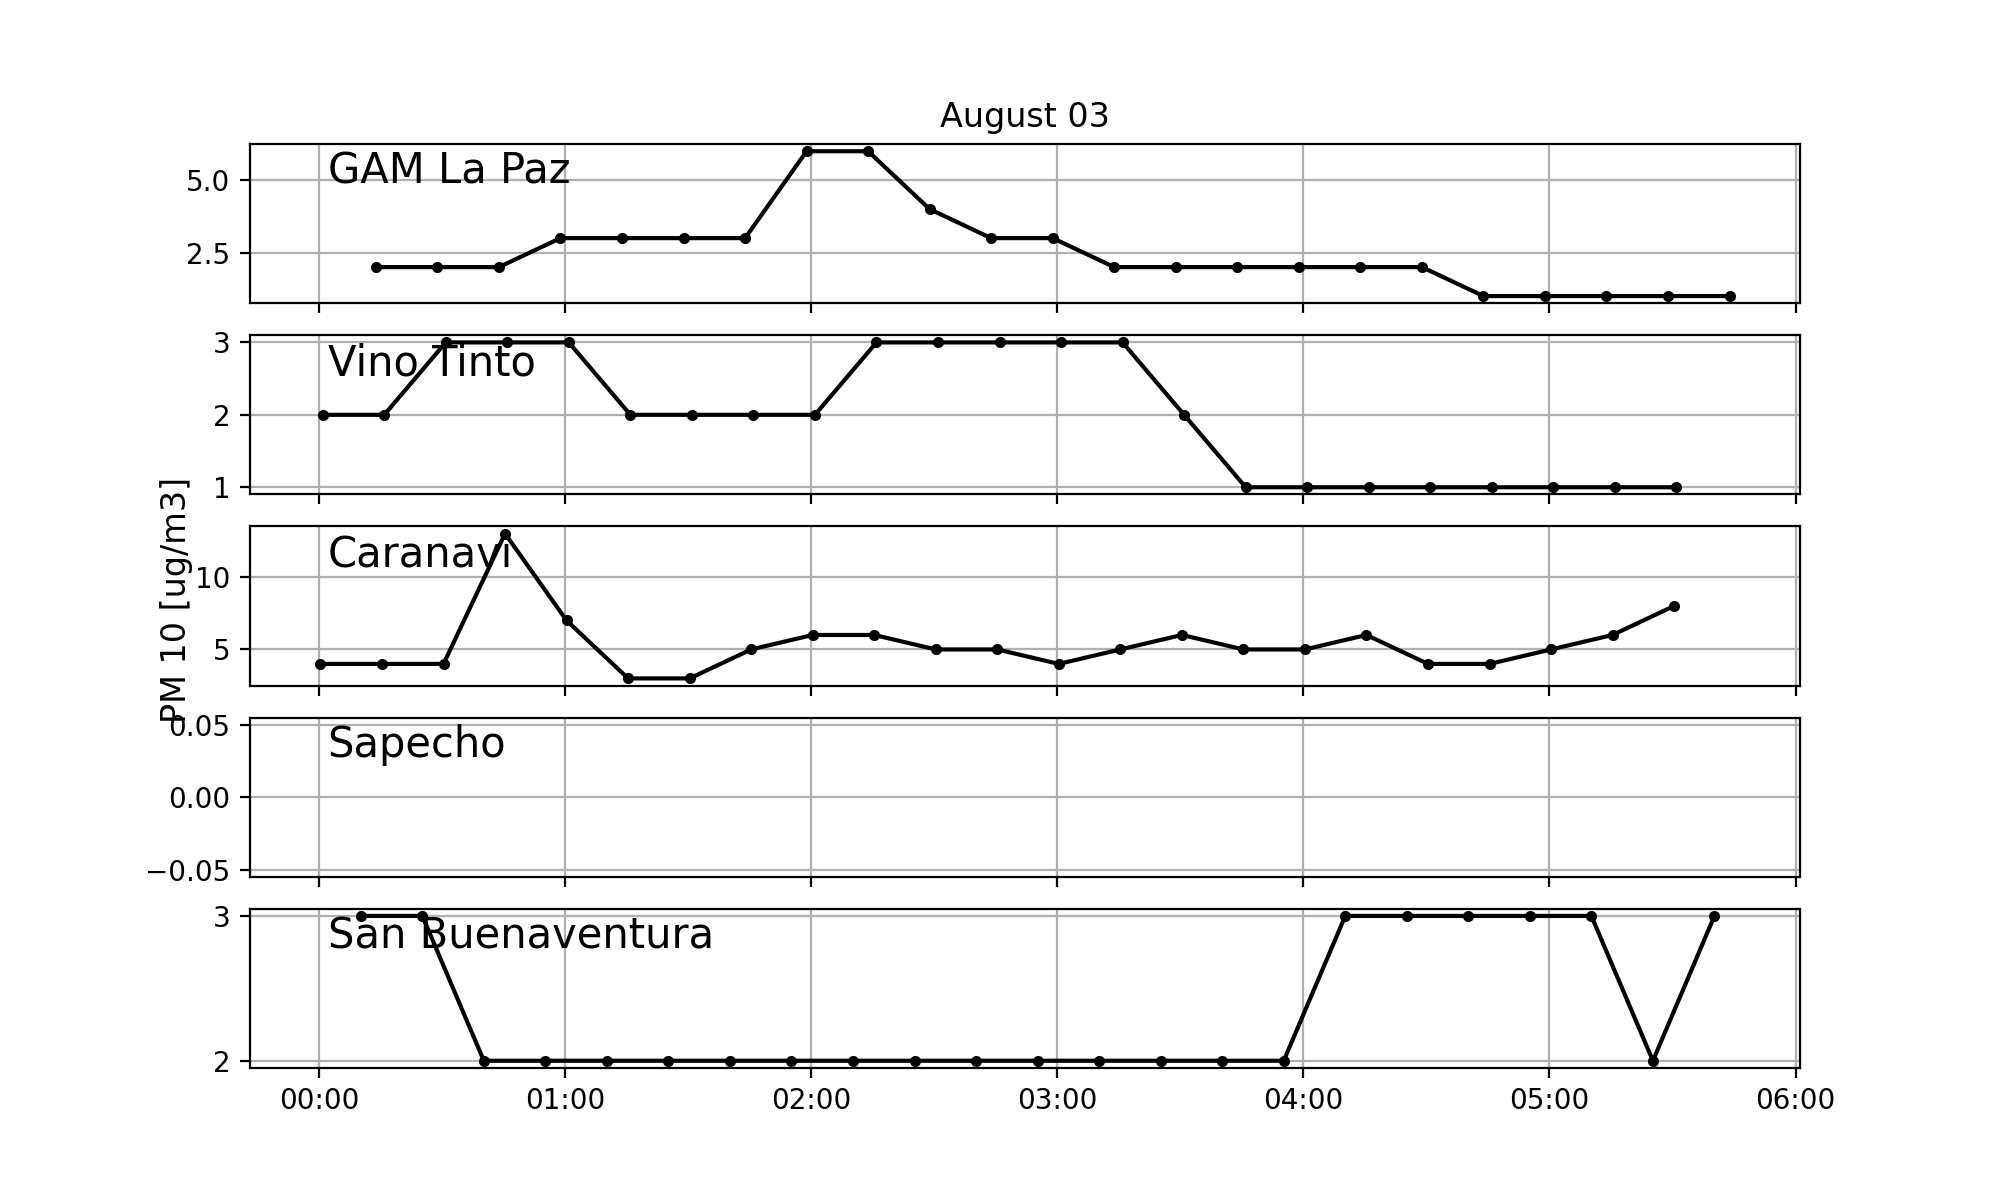 August 03
GAM La Paz
5.0
2.5
Vino Tinto
3
2
1
PM 10 [ug/m3]
Caranavi
10
5
Sapecho
0.05
0.00
−0.05
San Buenaventura
3
2
00:00 01:00 02:00 03:00 04:00 05:00 06:00